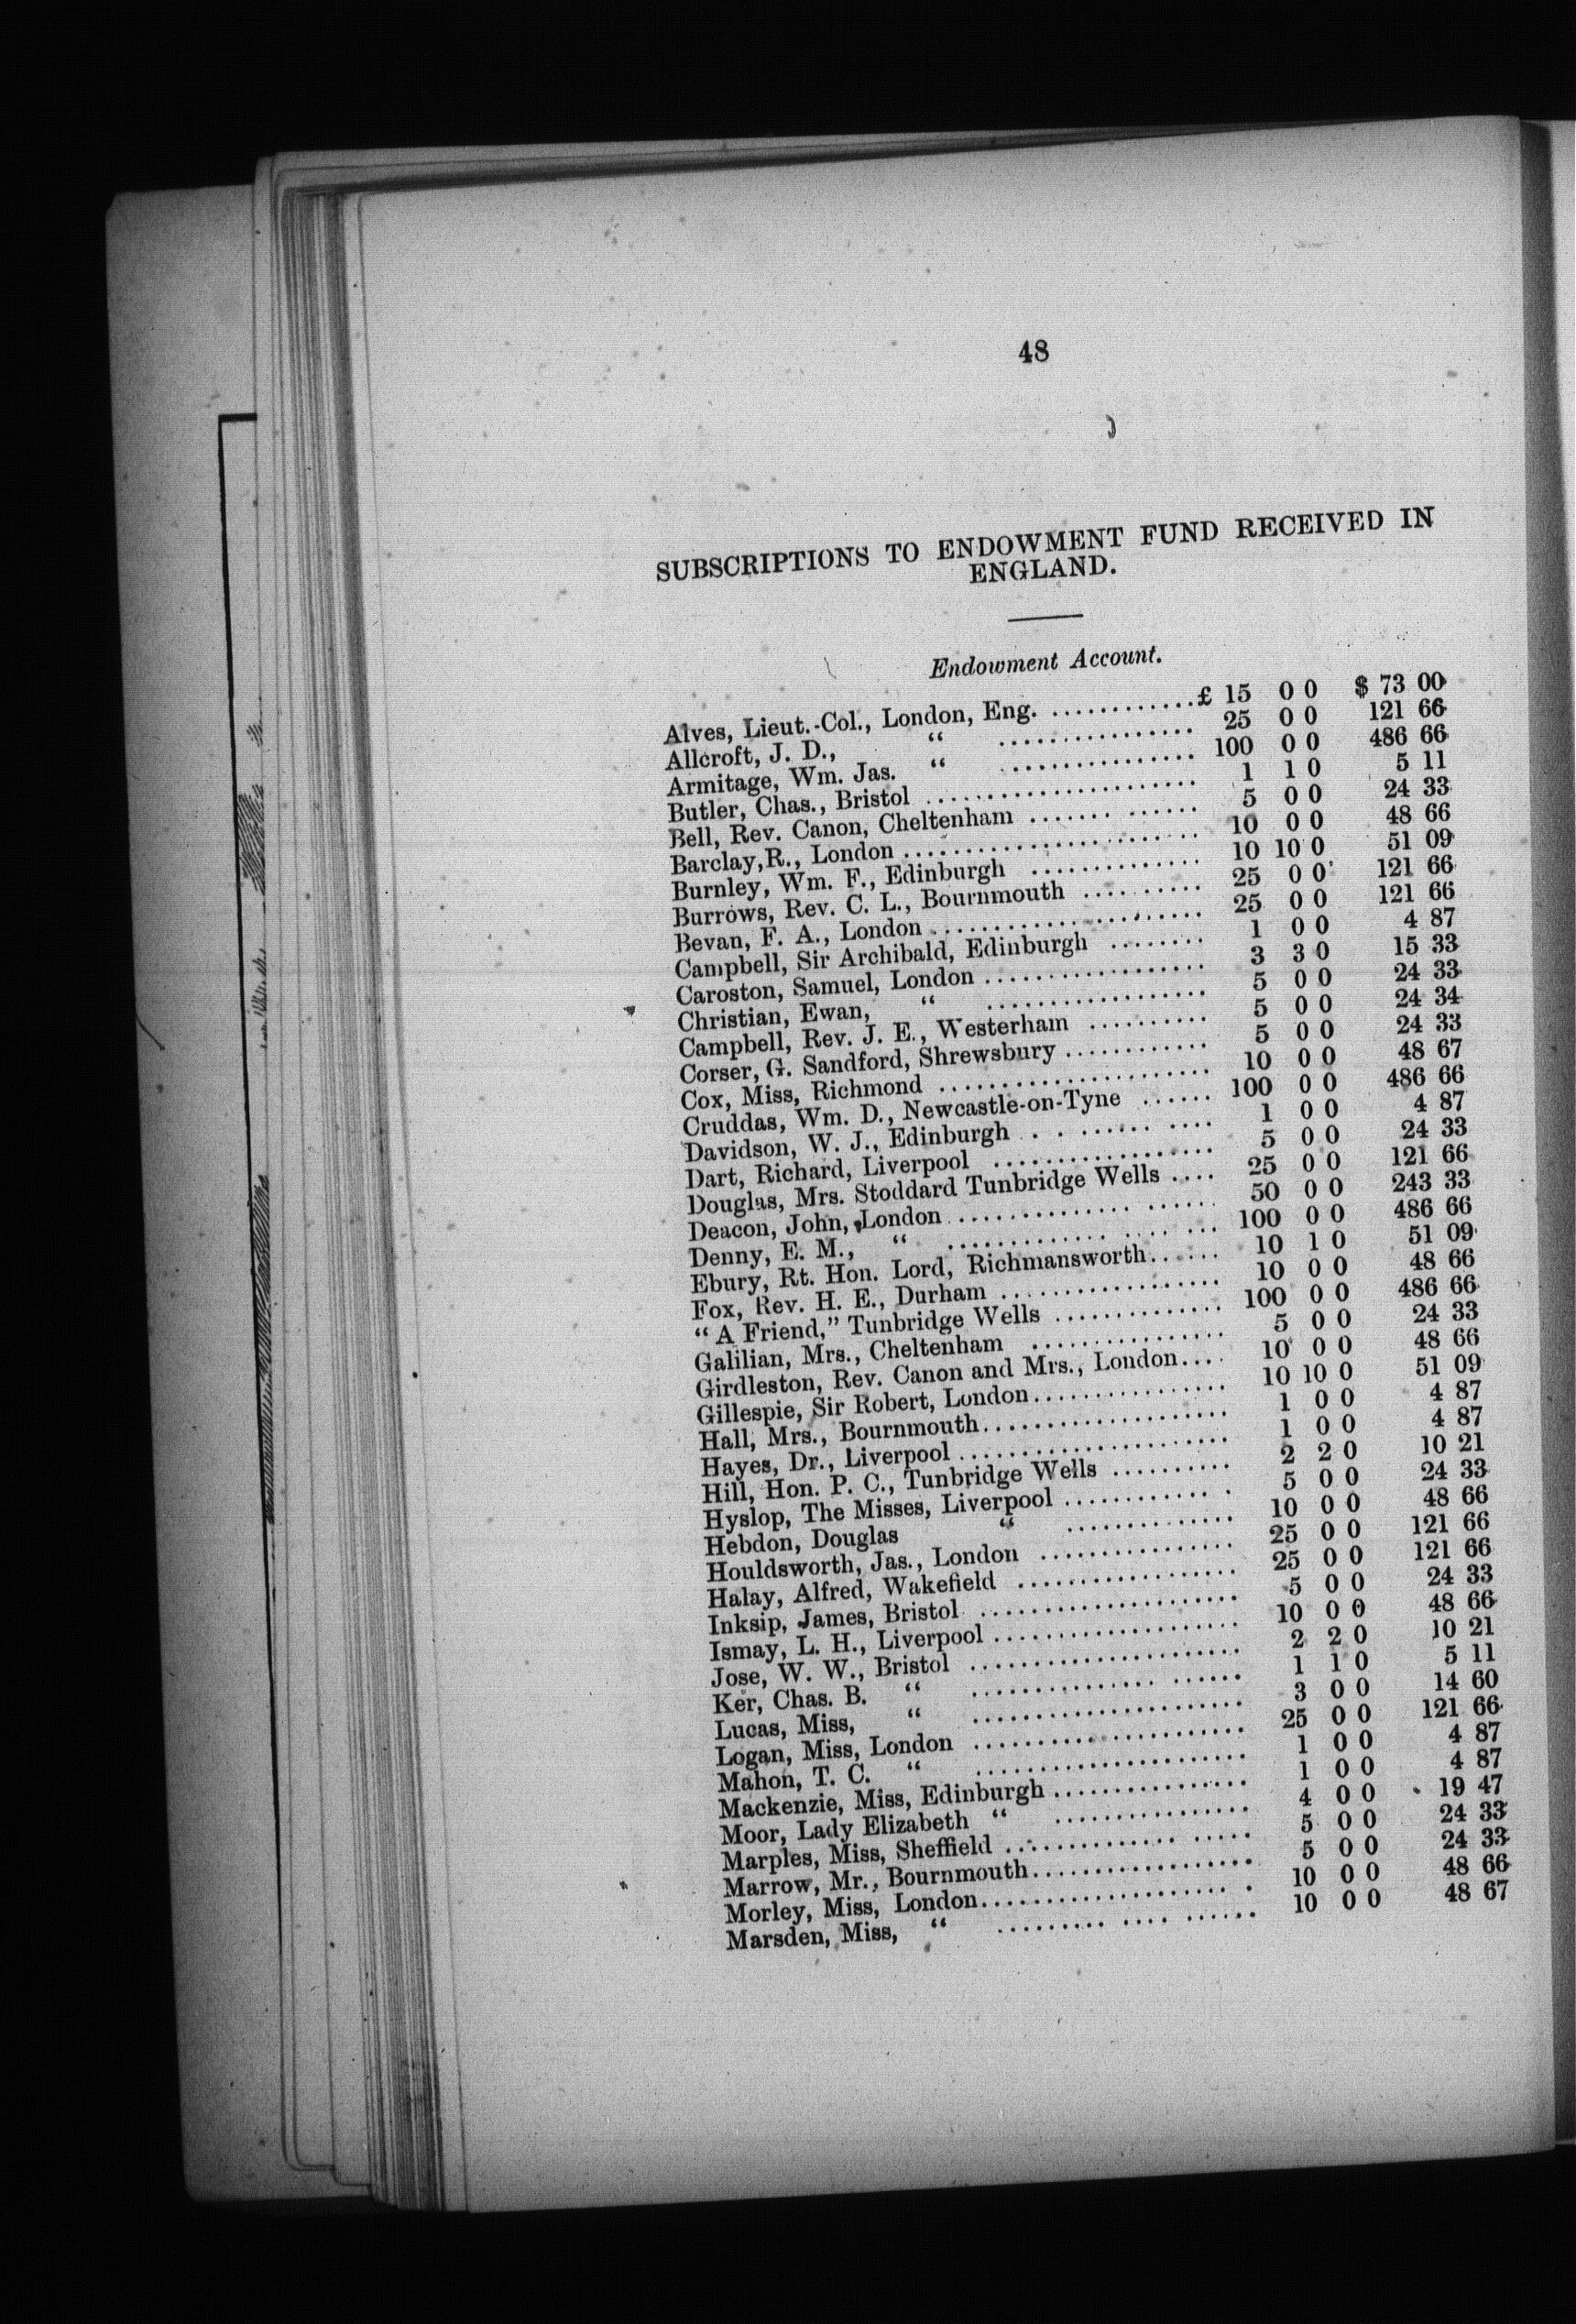 48
SUBSCRIPTIONS TO ENDOWMENT FUND RECEIVED IN
ENGLAND.
Endowment Account.
Alves, Lieut.-Col., London, Eng. ............£ 15 0 0 $ 73 00
Allcroft, J. D., “ ................ 25 0 0 121 66
Armitage, Wm. Jas. “ ............... 100 0 0 486 66
Butler, Chas., Bristol ...................... 1 1 0 5 11
Bell, Rev. Canon, Cheltenham ....... ...... 5 0 0 24 33
Barclay, R., London ........................ 10 0 0 48 66
Burnley, Wm. F., Edinburgh .............. 10 10 0 51 09
Burrows, Rev. C. L., Bournmouth .......... 25 0 0 121 66
Bevan, F. A., London ...................... 25 0 0 121 66
Campbell, Sir Archibald, Edinburgh ........ 1 0 0 4 87
Caroston, Samuel, London .................. 3 3 0 15 33
Christian, Ewan, “ .................. 5 0 0 24 33
Campbell, Rev. J. E., Westerham .......... 5 0 0 24 34
Corser, G. Sandford, Shrewsbury ............ 5 0 0 24 33
Cox, Miss, Richmond ...................... 10 0 0 48 67
Cruddas, Wm. D., Newcastle-on-Tyne ...... 100 0 0 486 66
Davidson, W. J., Edinburgh . . ....... .... 1 0 0 4 87
Dart, Richard, Liverpool .................. 5 0 0 24 33
Douglas, Mrs. Stoddard Tunbridge Wells .... 25 0 0 121 66
Deacon, John, London .............. ...... 50 0 0 243 33
Denny, E. M., “ ............. .... ... 100 0 0 486 66
Ebury, Rt. Hon. Lord, Richmansworth...... 10 1 0 51 09
Fox, Rev. H. E., Durham .................. 10 0 0 48 66
“A Friend,” Tunbridge Wells .............. 100 0 0 486 66
Galilian, Mrs., Cheltenham ................ 5 0 0 24 33
Girdleston, Rev. Canon and Mrs., London.... 10 0 0 48 66
Gillespie, Sir Robert, London................ 10 10 0 51 09
Hall, Mrs., Bournmouth..................... 1 0 0 4 87
Hayes, Dr., Liverpool ....................... 1 0 0 4 87
Hill, Hon. P. C., Tunbridge Wells .......... 2 2 0 10 21
Hyslop, The Misses, Liverpool ............ . 5 0 0 24 33
Hebdon, Douglas “ .............. 10 0 0 48 66
Houldsworth, Jas., London ................ 25 0 0 121 66
Halay, Alfred, Wakefield .................. 25 0 0 121 66
Inksip, James, Bristol ...................... 5 0 0 24 33
Ismay, L. H., Liverpool ..................... 10 0 0 48 66
Jose, W. W., Bristol ...................... 2 2 0 10 21
Ker, Chas. B. “ ............... ...... 1 1 0 5 11
Lucas, Miss, “ ...................... 3 0 0 14 60
Logan, Miss, London ...................... 25 0 0 121 66
Mahon, T. C. “ ...................... 1 0 0 4 87
Mackenzie, Miss, Edinburgh ................ 1 0 0 4 87
Moor, Lady Elizabeth “ ................ 4 0 0 19 47
Marples, Miss, Sheffield .............. ..... 5 0 0 24 33
Marrow, Mr., Bournmouth................... 5 0 0 24 33
Morley, Miss, London..................... . 10 0 0 48 66
Marsden, Miss, “ ......... .... ...... 10 0 0 48 67